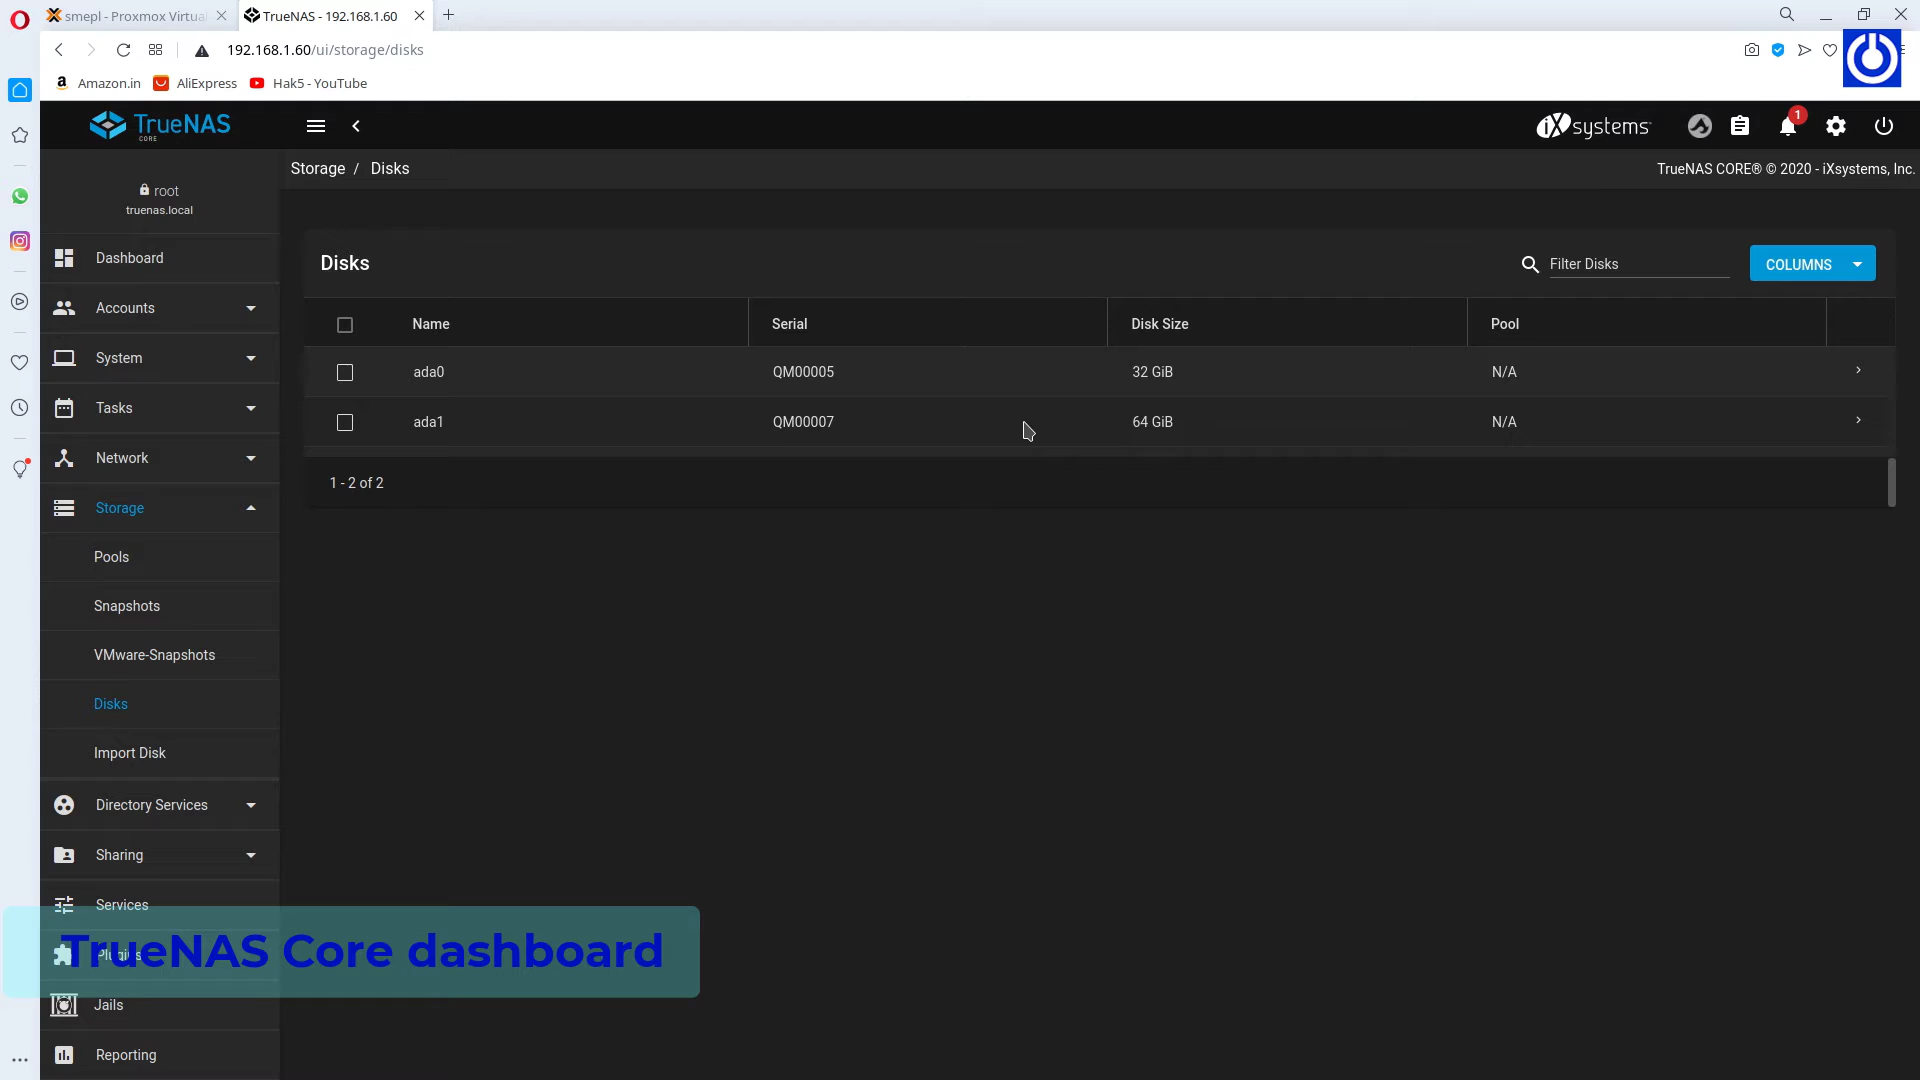 smepl - Proxmox Virtua
TrueNAS - 192.168.1.60
192.168.1.60/ui/storage/disks
Amazon.in
AliExpress
Hak5 - YouTube
TrueNAS
CORE
iXsystems
1
Storage / Disks
TrueNAS CORE® © 2020 - iXsystems, Inc.
root
truenas.local
Dashboard
Accounts
System
Tasks
Network
Storage
Pools
Snapshots
VMware-Snapshots
Disks
Import Disk
Directory Services
Sharing
Services
Plugins
Jails
Reporting
Disks
Filter Disks
COLUMNS
Name Serial Disk Size Pool
ada0 QM00005 32 GiB N/A
ada1 QM00007 64 GiB N/A
1 - 2 of 2
TrueNAS Core dashboard